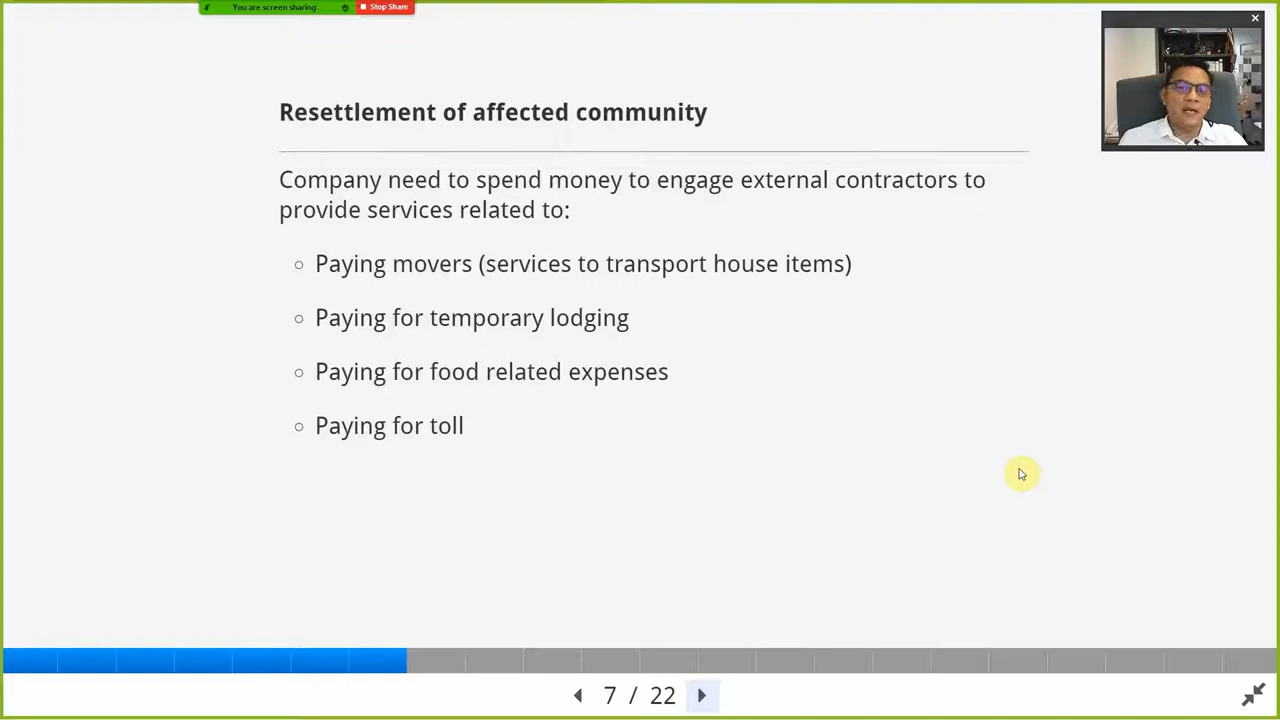 You are screen sharing
Stop Share
Resettlement of affected community
Company need to spend money to engage external contractors to
provide services related to:
Paying movers (services to transport house items)
Paying for temporary lodging
Paying for food related expenses
Paying for toll
7 / 22